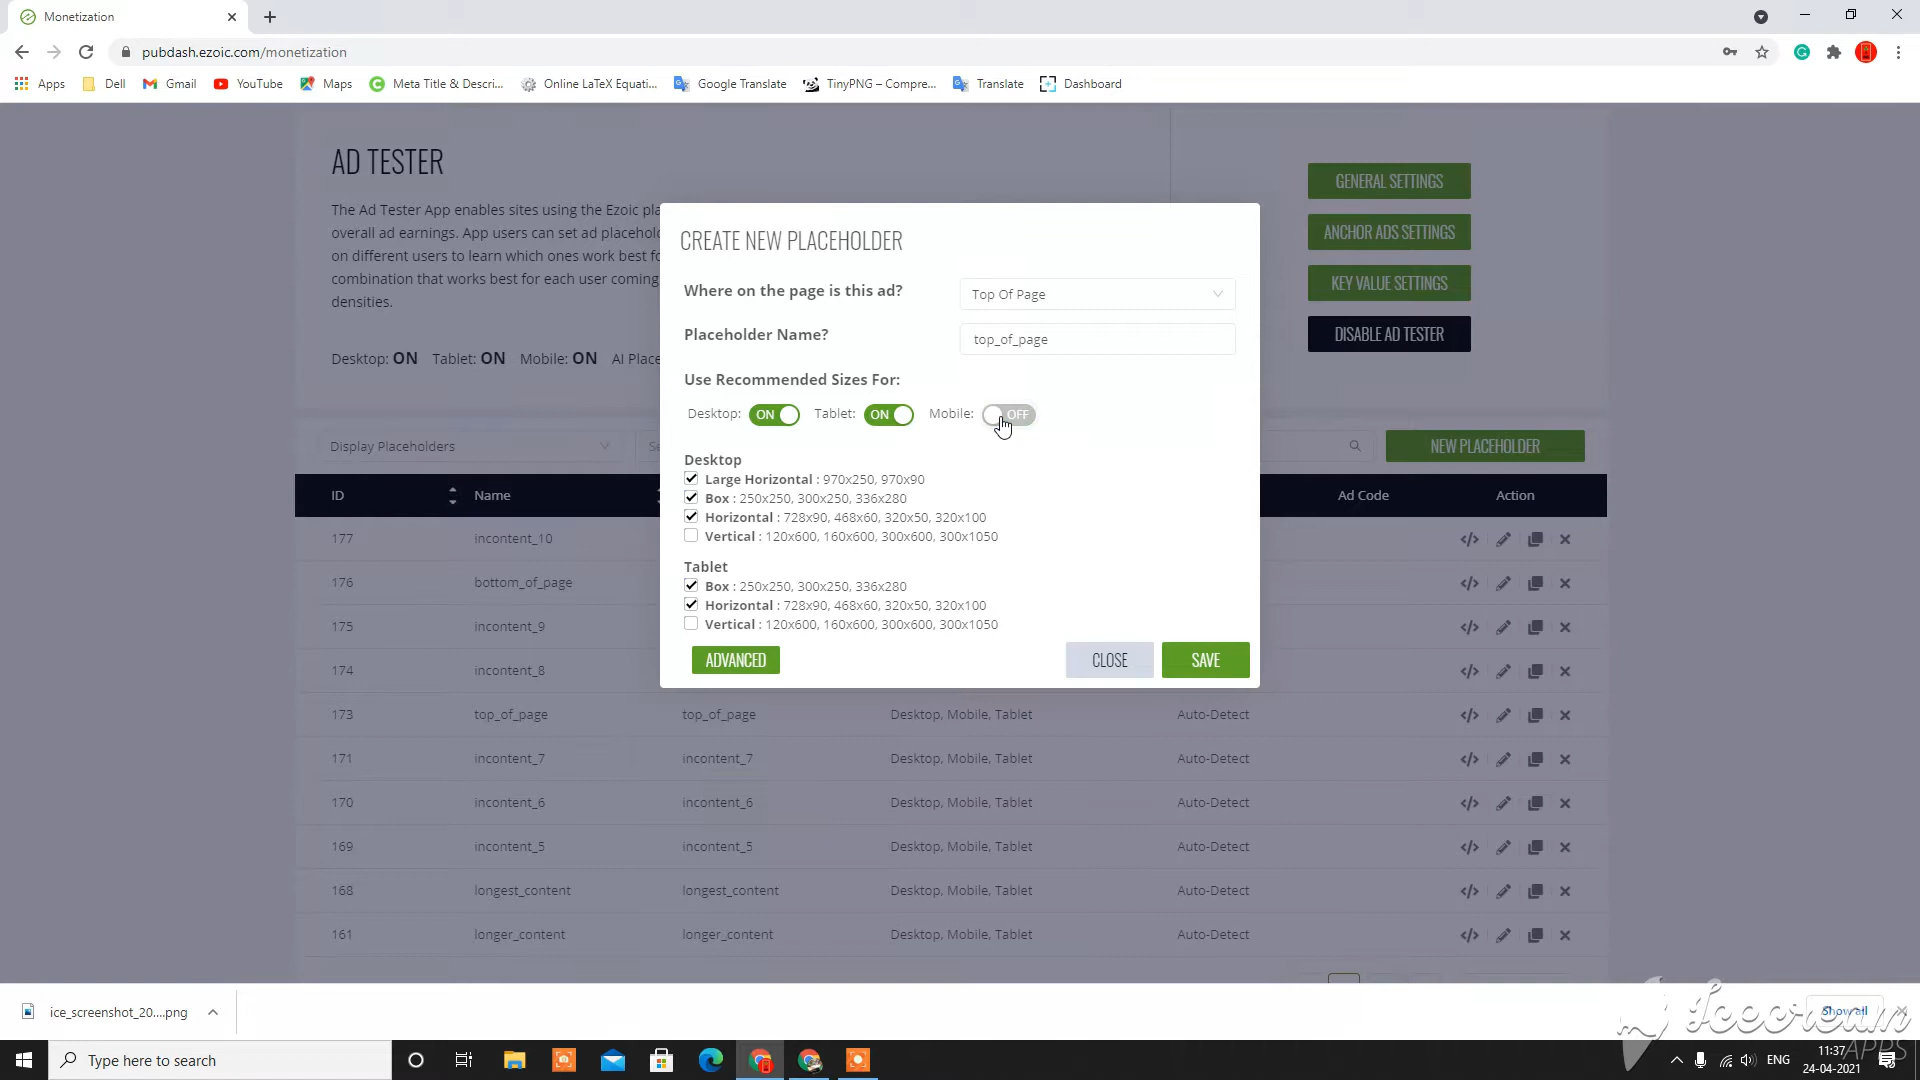 Monetization
pubdash.ezoic.com/monetization
Apps Dell Gmail YouTube Maps Meta Title & Descri... Online LaTeX Equati... Google Translate TinyPNG – Compre... Translate Dashboard
AD TESTER
The Ad Tester App enables sites using the Ezoic pla
overall ad earnings. App users can set ad placehold
on different users to learn which ones work best fo
combination that works best for each user coming
densities.
Desktop: ON Tablet: ON Mobile: ON AI Place
GENERAL SETTINGS
ANCHOR ADS SETTINGS
KEY VALUE SETTINGS
DISABLE AD TESTER
CREATE NEW PLACEHOLDER
Where on the page is this ad? Top Of Page
Placeholder Name? top_of_page
Use Recommended Sizes For:
Desktop: ON Tablet: ON Mobile: OFF
Desktop
Large Horizontal : 970x250, 970x90
Box : 250x250, 300x250, 336x280
Horizontal : 728x90, 468x60, 320x50, 320x100
Vertical : 120x600, 160x600, 300x600, 300x1050
Tablet
Box : 250x250, 300x250, 336x280
Horizontal : 728x90, 468x60, 320x50, 320x100
Vertical : 120x600, 160x600, 300x600, 300x1050
ADVANCED CLOSE SAVE
Display Placeholders Se NEW PLACEHOLDER
ID Name Ad Code Action
177 incontent_10
176 bottom_of_page
175 incontent_9
174 incontent_8
173 top_of_page top_of_page Desktop, Mobile, Tablet Auto-Detect
171 incontent_7 incontent_7 Desktop, Mobile, Tablet Auto-Detect
170 incontent_6 incontent_6 Desktop, Mobile, Tablet Auto-Detect
169 incontent_5 incontent_5 Desktop, Mobile, Tablet Auto-Detect
168 longest_content longest_content Desktop, Mobile, Tablet Auto-Detect
161 longer_content longer_content Desktop, Mobile, Tablet Auto-Detect
ice_screenshot_20....png Show all
Icecream
APPS
Type here to search
ENG 11:37
24-04-2021